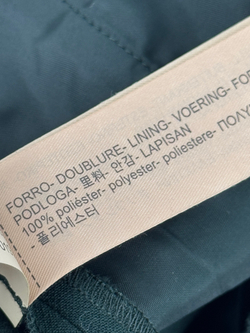 FORRO- DOUBLURE- LINING- VOERING- FO
PODLOGA- 里料- 안감- LAPISAN
100% poliéster- polyester- poliestere- ΠΟΛΥ
폴리에스터